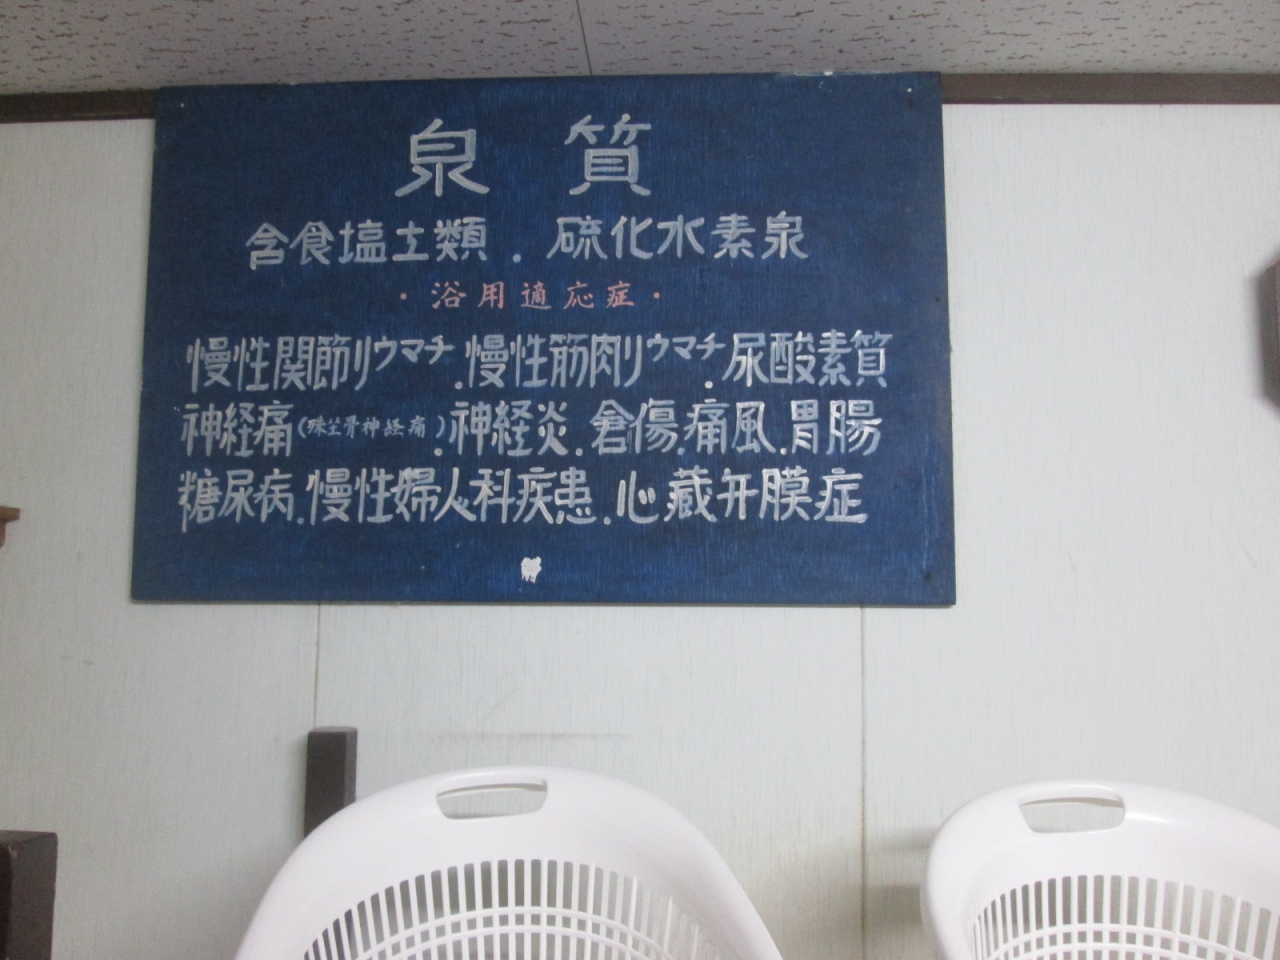 泉質
含食塩土類．硫化水素泉
・浴用適応症・
慢性関節リウマチ．慢性筋肉リウマチ．尿酸素質
神経痛（殊坐骨神経痛）．神経炎．創傷．痛風．胃腸
糖尿病．慢性婦人科疾患．心蔵弁膜症